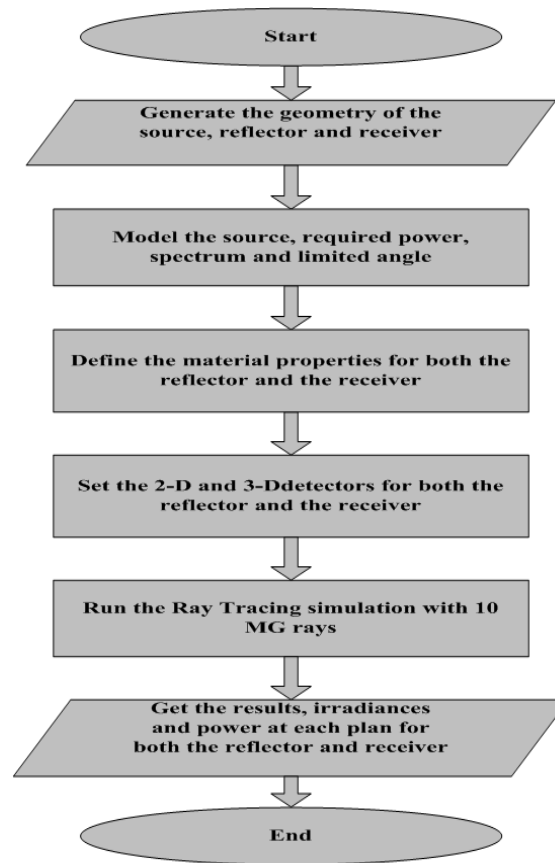 Start
Generate the geometry of the
source, reflector and receiver
Model the source, required power,
spectrum and limited angle
Define the material properties for both the
reflector and the receiver
Set the 2-D and 3-Ddetectors for both the
reflector and the receiver
Run the Ray Tracing simulation with 10
MG rays
Get the results, irradiances
and power at each plan for
both the reflector and receiver
End